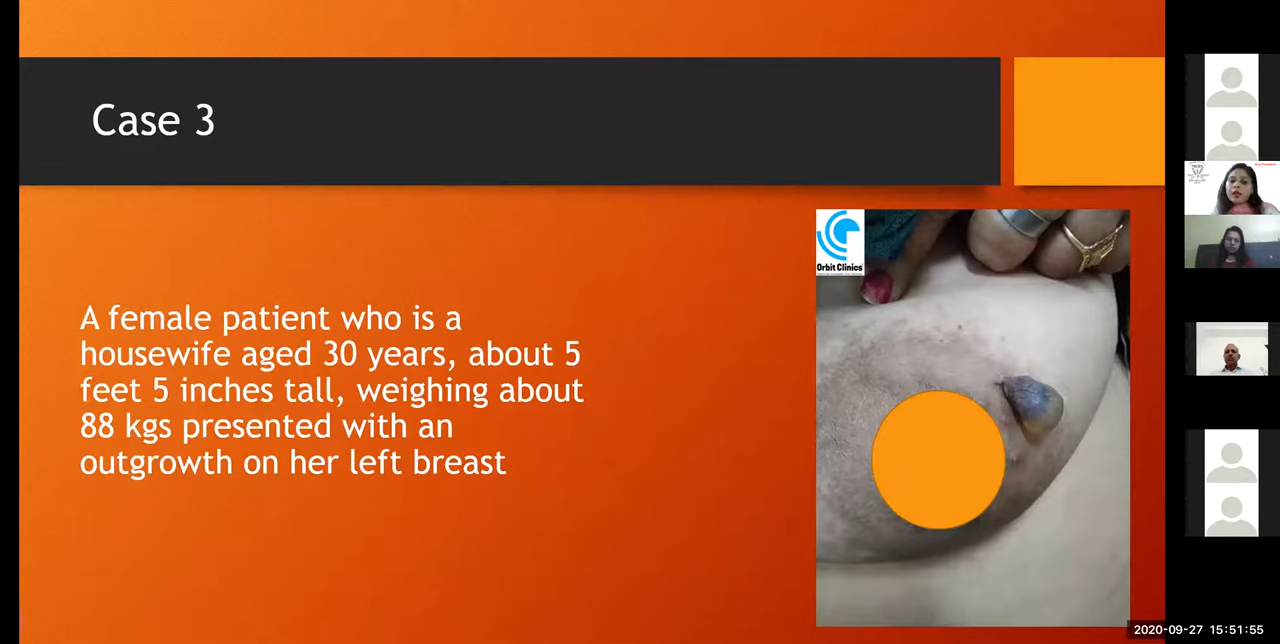 Case 3
A female patient who is a
housewife aged 30 years, about 5
feet 5 inches tall, weighing about
88 kgs presented with an
outgrowth on her left breast
Orbit Clinics
2020-09-27 15:51:55